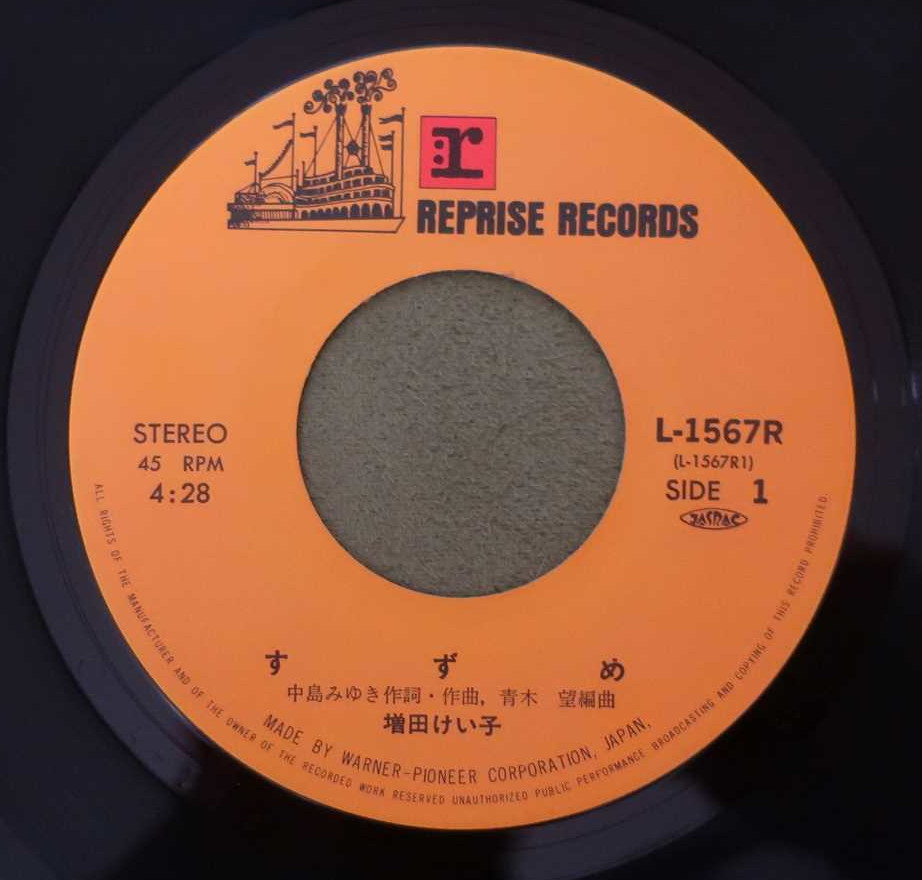 r
REPRISE RECORDS
STEREO
45 RPM
4:28
L-1567R
(L-1567R1)
SIDE 1
JASRAC
すずめ
中島みゆき作詞・作曲, 青木 望編曲
増田けい子
MADE BY WARNER-PIONEER CORPORATION, JAPAN,
ALL RIGHTS OF THE MANUFACTURER AND OF THE OWNER OF THE RECORDED WORK RESERVED UNAUTHORIZED PUBLIC PERFORMANCE BROADCASTING AND COPYING OF THIS RECORD PROHIBITED